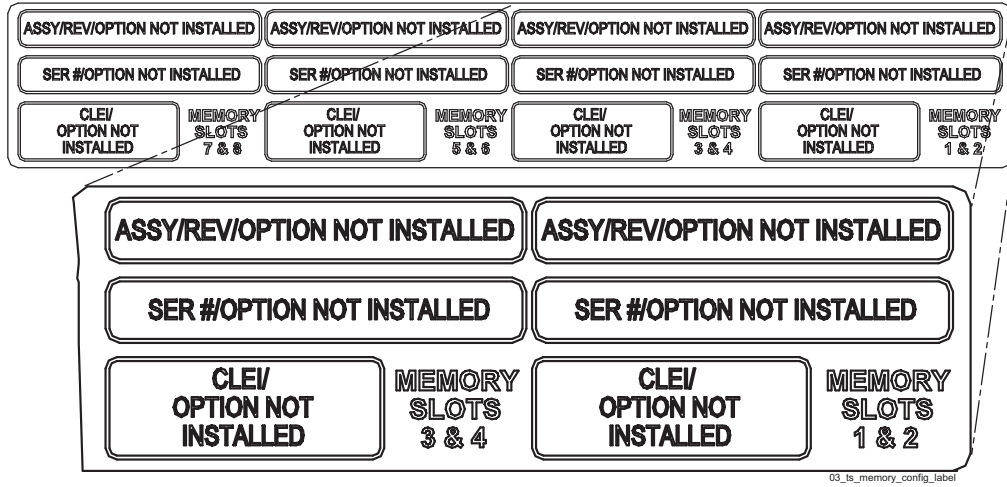 ASSY/REV/OPTION NOT INSTALLED ASSY/REV/OPTION NOT INSTALLED ASSY/REV/OPTION NOT INSTALLED ASSY/REV/OPTION NOT INSTALLED
SER #/OPTION NOT INSTALLED SER #/OPTION NOT INSTALLED SER #/OPTION NOT INSTALLED SER #/OPTION NOT INSTALLED
CLEI/
OPTION NOT
INSTALLED
MEMORY
SLOTS
7 & 8
CLEI/
OPTION NOT
INSTALLED
MEMORY
SLOTS
5 & 6
CLEI/
OPTION NOT
INSTALLED
MEMORY
SLOTS
3 & 4
CLEI/
OPTION NOT
INSTALLED
MEMORY
SLOTS
1 & 2
ASSY/REV/OPTION NOT INSTALLED ASSY/REV/OPTION NOT INSTALLED
SER #/OPTION NOT INSTALLED SER #/OPTION NOT INSTALLED
CLEI/
OPTION NOT
INSTALLED
MEMORY
SLOTS
3 & 4
CLEI/
OPTION NOT
INSTALLED
MEMORY
SLOTS
1 & 2
03_ts_memory_config_label